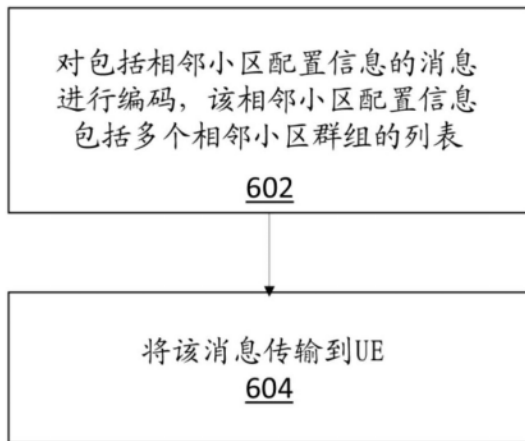 对包括相邻小区配置信息的消息
进行编码，该相邻小区配置信息
包括多个相邻小区群组的列表
602
将该消息传输到UE
604